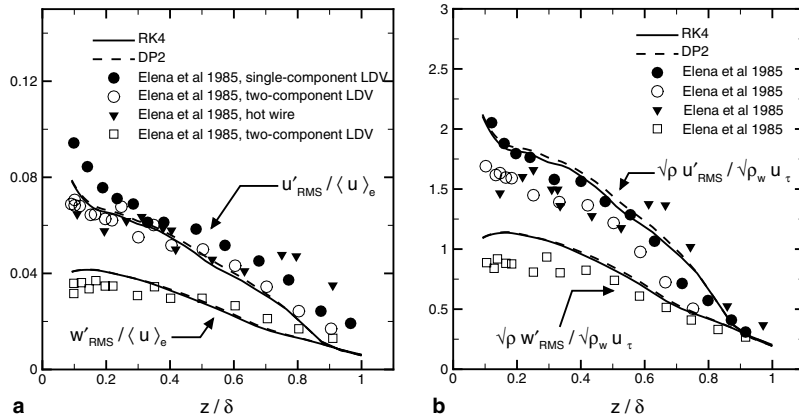 0.12
0.08
0.04
0
0 0.2 0.4 0.6 0.8 1
z / δ
a
RK4
DP2
Elena et al 1985, single-component LDV
Elena et al 1985, two-component LDV
Elena et al 1985, hot wire
Elena et al 1985, two-component LDV
u′RMS / ⟨ u ⟩e
w′RMS / ⟨ u ⟩e
3
2.5
2
1.5
1
0.5
0
0 0.2 0.4 0.6 0.8 1
z / δ
b
RK4
DP2
Elena et al 1985
Elena et al 1985
Elena et al 1985
Elena et al 1985
√ρ u′RMS / √ρw uτ
√ρ w′RMS / √ρw uτ